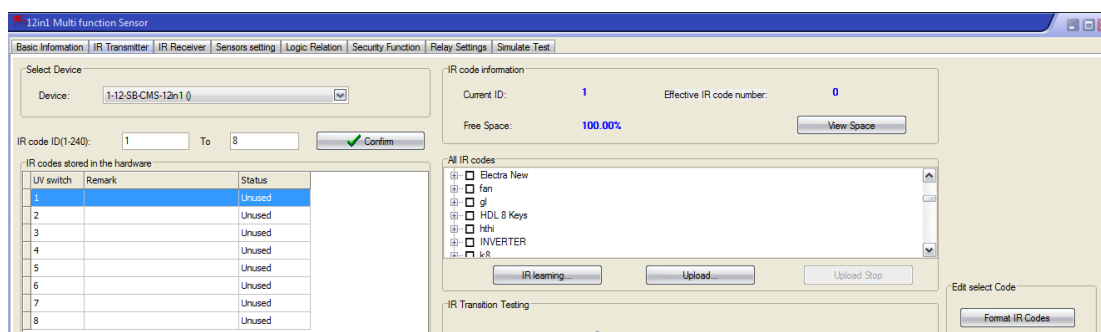 12in1 Multi function Sensor
Basic Information IR Transmitter IR Receiver Sensors setting Logic Relation Security Function Relay Settings Simulate Test
Select Device
Device: 1-12-SB-CMS-12in1 ()
IR code ID(1-240): 1 To 8 Confirm
IR codes stored in the hardware
UV switch Remark Status
1 Unused
2 Unused
3 Unused
4 Unused
5 Unused
6 Unused
7 Unused
8 Unused
IR code information
Current ID: 1 Effective IR code number: 0
Free Space: 100.00% View Space
All IR codes
Electra New
fan
gl
HDL 8 Keys
hthi
INVERTER
k8
IR learning... Upload... Upload Stop
IR Transition Testing
Edit select Code
Format IR Codes